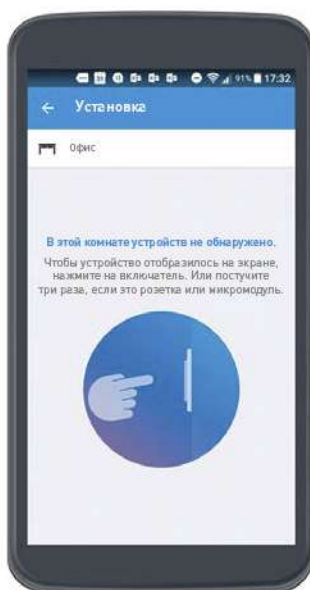 91% 17:32
Установка
Офис
В этой комнате устройств не обнаружено.
Чтобы устройство отобразилось на экране,
нажмите на включатель. Или постучите
три раза, если это розетка или микромодуль.